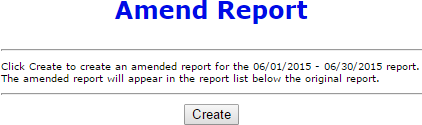 Amend Report
Click Create to create an amended report for the 06/01/2015 - 06/30/2015 report.
The amended report will appear in the report list below the original report.
Create